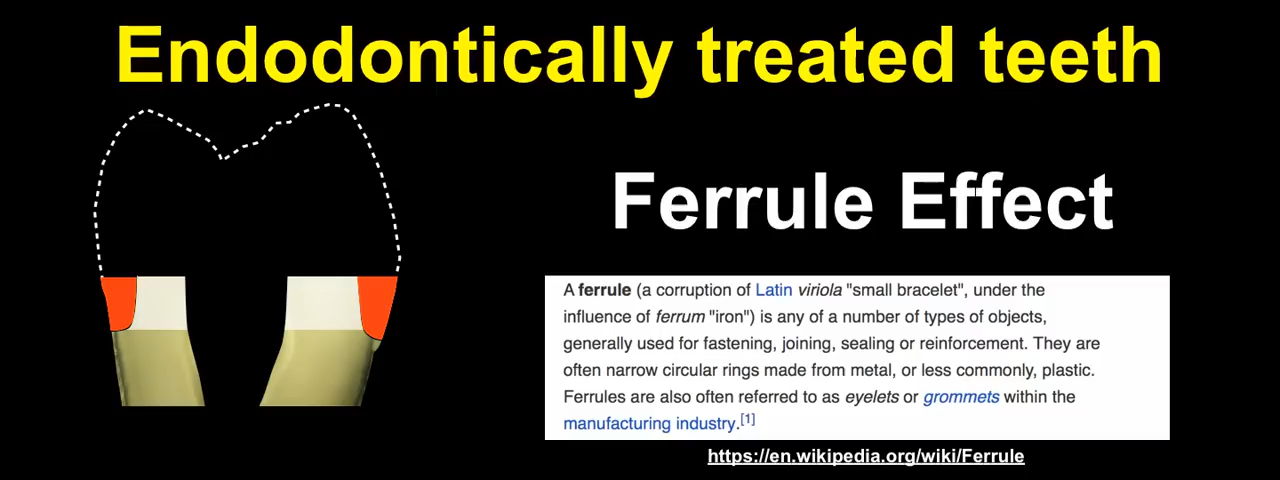 Endodontically treated teeth
Ferrule Effect
A ferrule (a corruption of Latin viriola "small bracelet", under the
influence of ferrum "iron") is any of a number of types of objects,
generally used for fastening, joining, sealing or reinforcement. They are
often narrow circular rings made from metal, or less commonly, plastic.
Ferrules are also often referred to as eyelets or grommets within the
manufacturing industry.[1]
https://en.wikipedia.org/wiki/Ferrule